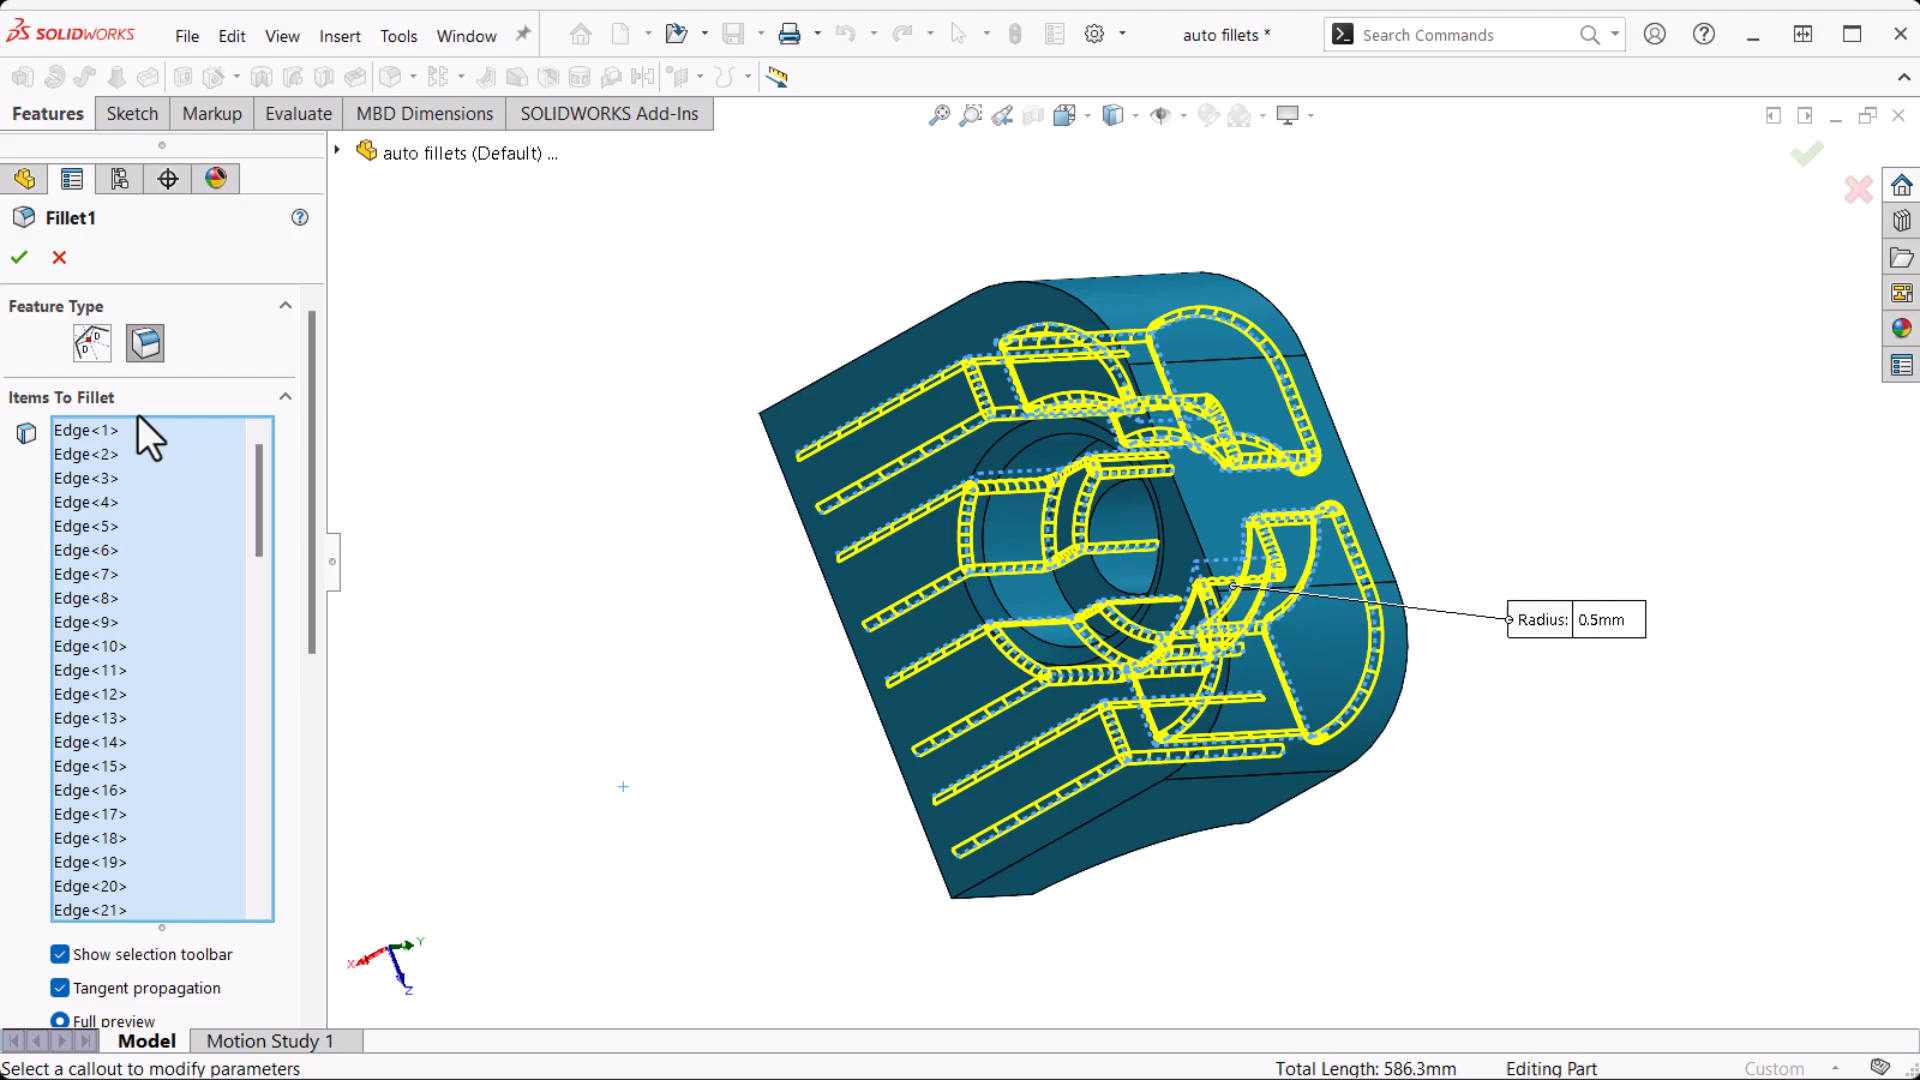 SOLIDWORKS File Edit View Insert Tools Window auto fillets * Search Commands
Features Sketch Markup Evaluate MBD Dimensions SOLIDWORKS Add-Ins
auto fillets (Default) ...
Fillet1
Feature Type
Items To Fillet
Edge<1>
Edge<2>
Edge<3>
Edge<4>
Edge<5>
Edge<6>
Edge<7>
Edge<8>
Edge<9>
Edge<10>
Edge<11>
Edge<12>
Edge<13>
Edge<14>
Edge<15>
Edge<16>
Edge<17>
Edge<18>
Edge<19>
Edge<20>
Edge<21>
Radius: 0.5mm
Show selection toolbar
Tangent propagation
Full preview
X Y Z
Model Motion Study 1
Select a callout to modify parameters Total Length: 586.3mm Editing Part Custom